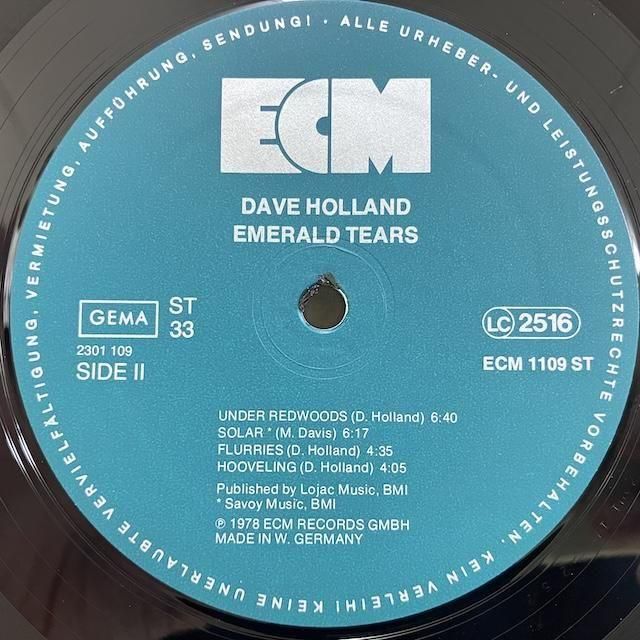 ALLE URHEBER- UND LEISTUNGSSCHUTZRECHTE VORBEHALTEN. KEIN VERLEIH! KEINE UNERLAUBTE VERVIELFÄLTIGUNG, VERMIETUNG, AUFFÜHRUNG, SENDUNG! ·
ECM
DAVE HOLLAND
EMERALD TEARS
GEMA
ST
33
2301 109
SIDE II
LC 2516
ECM 1109 ST
UNDER REDWOODS (D. Holland) 6:40
SOLAR * (M. Davis) 6:17
FLURRIES (D. Holland) 4:35
HOOVELING (D. Holland) 4:05
Published by Lojac Music, BMI
* Savoy Music, BMI
℗ 1978 ECM RECORDS GMBH
MADE IN W. GERMANY